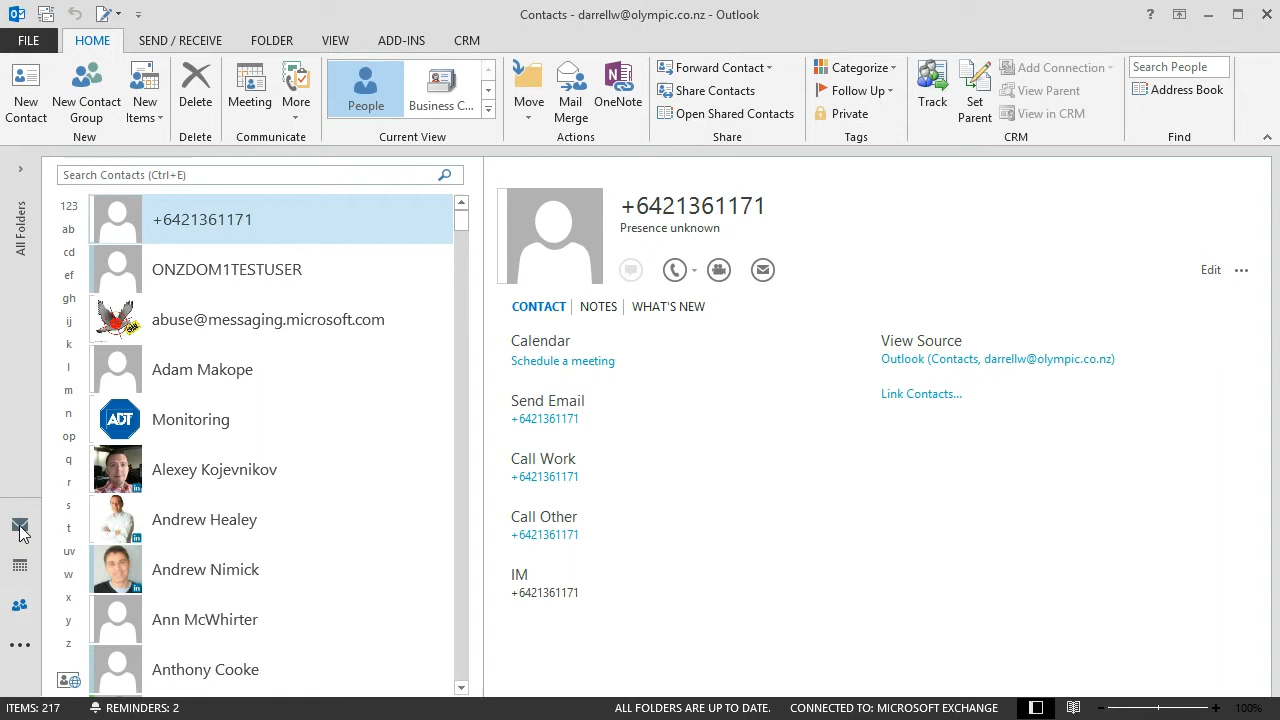 Contacts - darrellw@olympic.co.nz - Outlook
?
FILE
HOME
SEND / RECEIVE
FOLDER
VIEW
ADD-INS
CRM
New Contact
New Contact Group
New Items
New
Delete
Delete
Meeting
More
Communicate
People
Business C...
Current View
Move
Mail Merge
OneNote
Actions
Forward Contact
Share Contacts
Open Shared Contacts
Share
Categorize
Follow Up
Private
Tags
Track
Set Parent
Add Connection
View Parent
View in CRM
CRM
Search People
Address Book
Find
All Folders
Search Contacts (Ctrl+E)
123
ab
cd
ef
gh
ij
k
l
m
n
op
q
r
s
t
uv
w
x
y
z
+6421361171
ONZDOM1TESTUSER
abuse@messaging.microsoft.com
Adam Makope
ADT
Monitoring
Alexey Kojevnikov
in
Andrew Healey
in
Andrew Nimick
in
Ann McWhirter
Anthony Cooke
+6421361171
Presence unknown
Edit
CONTACT
NOTES
WHAT'S NEW
Calendar
Schedule a meeting
Send Email
+6421361171
Call Work
+6421361171
Call Other
+6421361171
IM
+6421361171
View Source
Outlook (Contacts, darrellw@olympic.co.nz)
Link Contacts...
ITEMS: 217
REMINDERS: 2
ALL FOLDERS ARE UP TO DATE.
CONNECTED TO: MICROSOFT EXCHANGE
100%